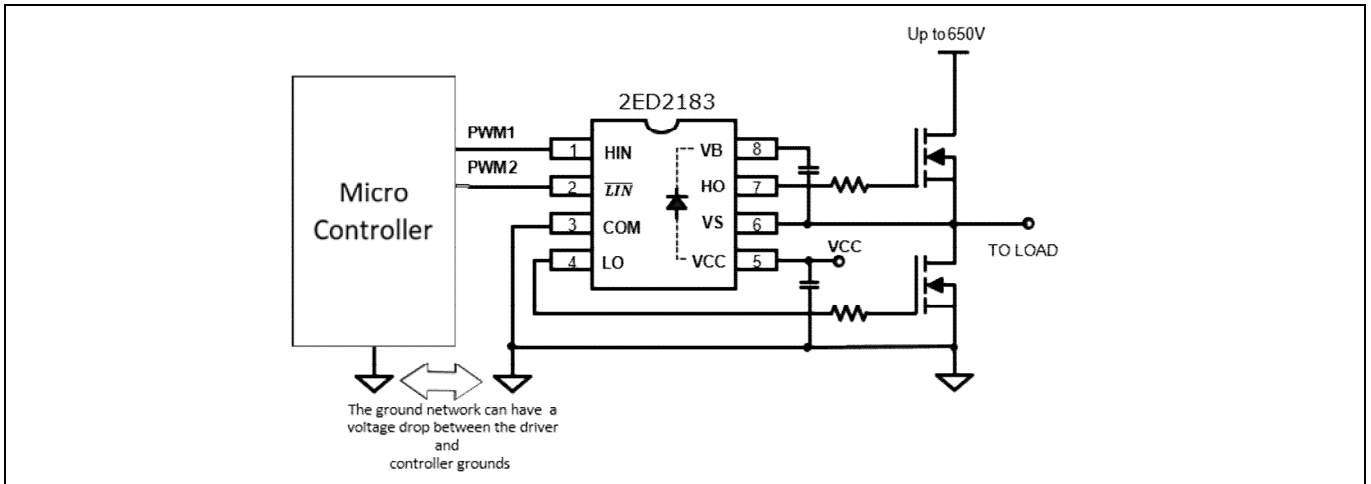 Up to 650V
2ED2183
PWM1
PWM2
Micro
Controller
1
HIN
2
LIN
3
COM
4
LO
VB
8
HO
7
VS
6
VCC
5
VCC
TO LOAD
The ground network can have a
voltage drop between the driver
and
controller grounds